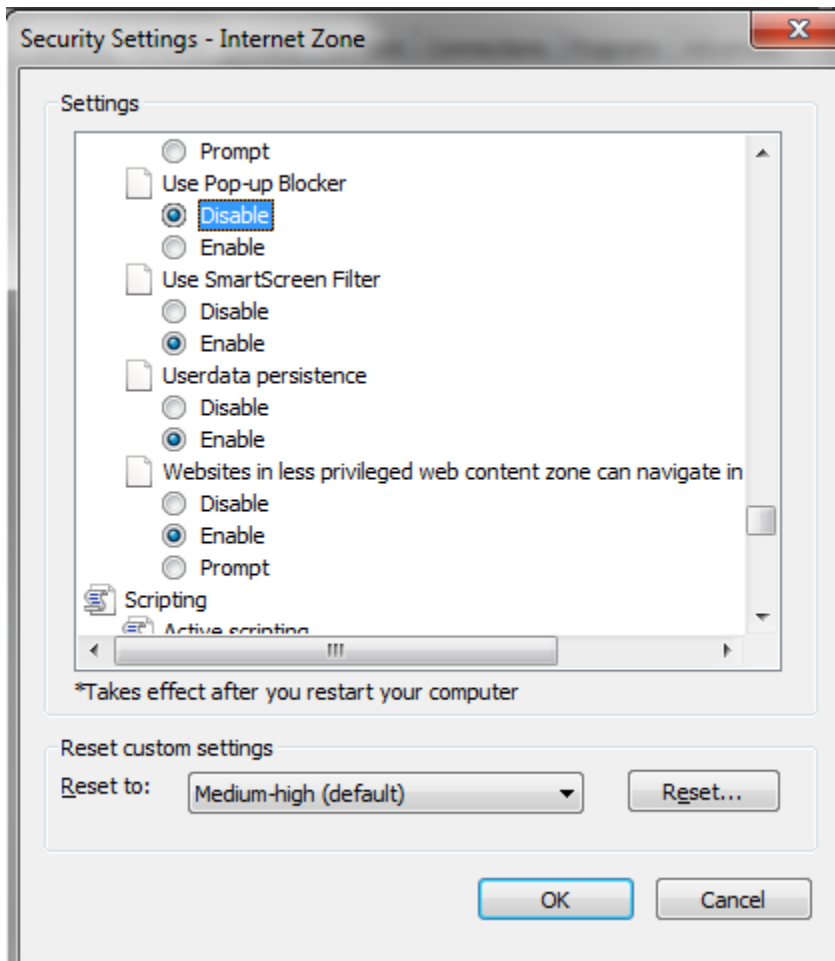 Security Settings - Internet Zone
Settings
Prompt
Use Pop-up Blocker
Disable
Enable
Use SmartScreen Filter
Disable
Enable
Userdata persistence
Disable
Enable
Websites in less privileged web content zone can navigate in
Disable
Enable
Prompt
Scripting
Active scripting
*Takes effect after you restart your computer
Reset custom settings
Reset to: Medium-high (default) Reset...
OK Cancel